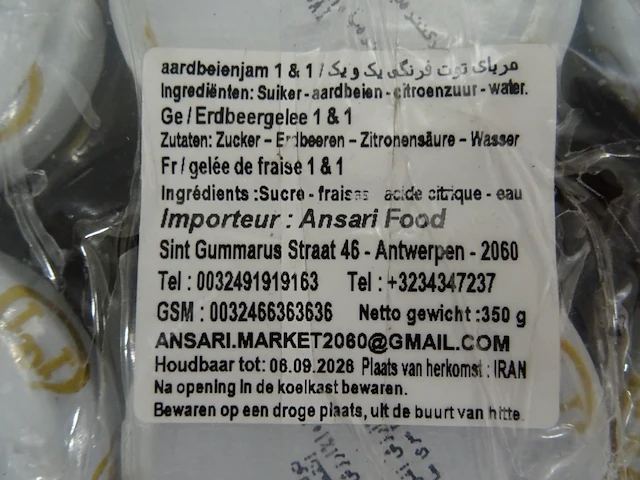 aardbeienjam 1 & 1 / مربای توت فرنگی یک و یک
Ingrediënten: Suiker - aardbeien - citroenzuur - water.
Ge / Erdbeergelee 1 & 1
Zutaten: Zucker – Erdbeeren – Zitronensäure – Wasser
Fr / gelée de fraise 1 & 1
Ingrédients :Sucre - fraises acide citrique - eau
Importeur : Ansari Food
Sint Gummarus Straat 46 - Antwerpen - 2060
Tel : 0032491919163 Tel : +3234347237
GSM : 0032466363636 Netto gewicht :350 g
ANSARI.MARKET2060@GMAIL.COM
Houdbaar tot: 06.09.2026 Plaats van herkomst : IRAN
Na opening in de koelkast bewaren.
Bewaren op een droge plaats, uit de buurt van hitte.
1&1